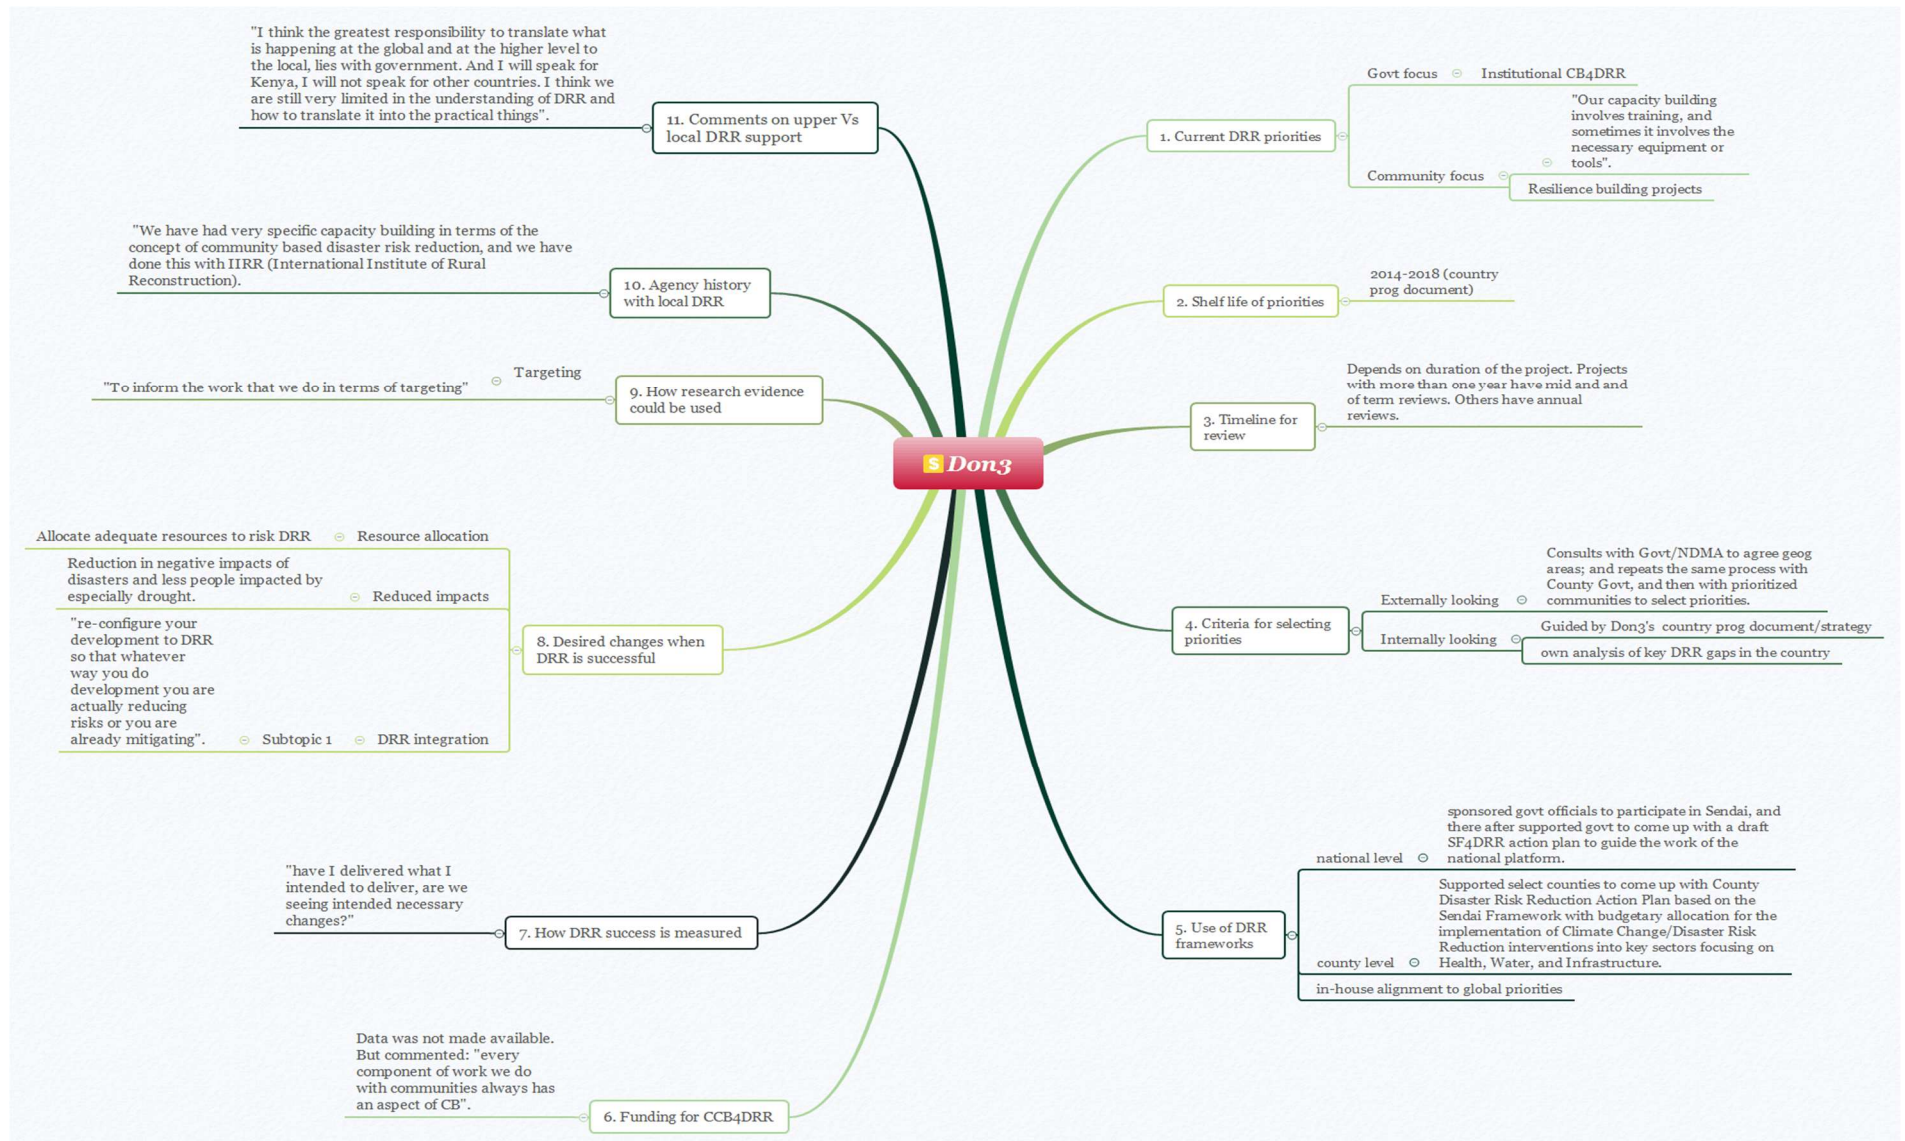 Don3
1. Current DRR priorities
Govt focus
Institutional CB4DRR
Community focus
"Our capacity building
involves training, and
sometimes it involves the
necessary equipment or
tools".
Resilience building projects
2. Shelf life of priorities
2014-2018 (country
prog document)
3. Timeline for
review
Depends on duration of the project. Projects
with more than one year have mid and and
of term reviews. Others have annual
reviews.
4. Criteria for selecting
priorities
Externally looking
Consults with Govt/NDMA to agree geog
areas; and repeats the same process with
County Govt, and then with prioritized
communities to select priorities.
Internally looking
Guided by Don3's country prog document/strategy
own analysis of key DRR gaps in the country
5. Use of DRR
frameworks
national level
sponsored govt officials to participate in Sendai, and
there after supported govt to come up with a draft
SF4DRR action plan to guide the work of the
national platform.
county level
Supported select counties to come up with County
Disaster Risk Reduction Action Plan based on the
Sendai Framework with budgetary allocation for the
implementation of Climate Change/Disaster Risk
Reduction interventions into key sectors focusing on
Health, Water, and Infrastructure.
in-house alignment to global priorities
6. Funding for CCB4DRR
Data was not made available.
But commented: "every
component of work we do
with communities always has
an aspect of CB".
7. How DRR success is measured
"have I delivered what I
intended to deliver, are we
seeing intended necessary
changes?"
8. Desired changes when
DRR is successful
Resource allocation
Allocate adequate resources to risk DRR
Reduced impacts
Reduction in negative impacts of
disasters and less people impacted by
especially drought.
DRR integration
Subtopic 1
"re-configure your
development to DRR
so that whatever
way you do
development you are
actually reducing
risks or you are
already mitigating".
9. How research evidence
could be used
Targeting
"To inform the work that we do in terms of targeting"
10. Agency history
with local DRR
"We have had very specific capacity building in terms of the
concept of community based disaster risk reduction, and we have
done this with IIRR (International Institute of Rural
Reconstruction).
11. Comments on upper Vs
local DRR support
"I think the greatest responsibility to translate what
is happening at the global and at the higher level to
the local, lies with government. And I will speak for
Kenya, I will not speak for other countries. I think we
are still very limited in the understanding of DRR and
how to translate it into the practical things".